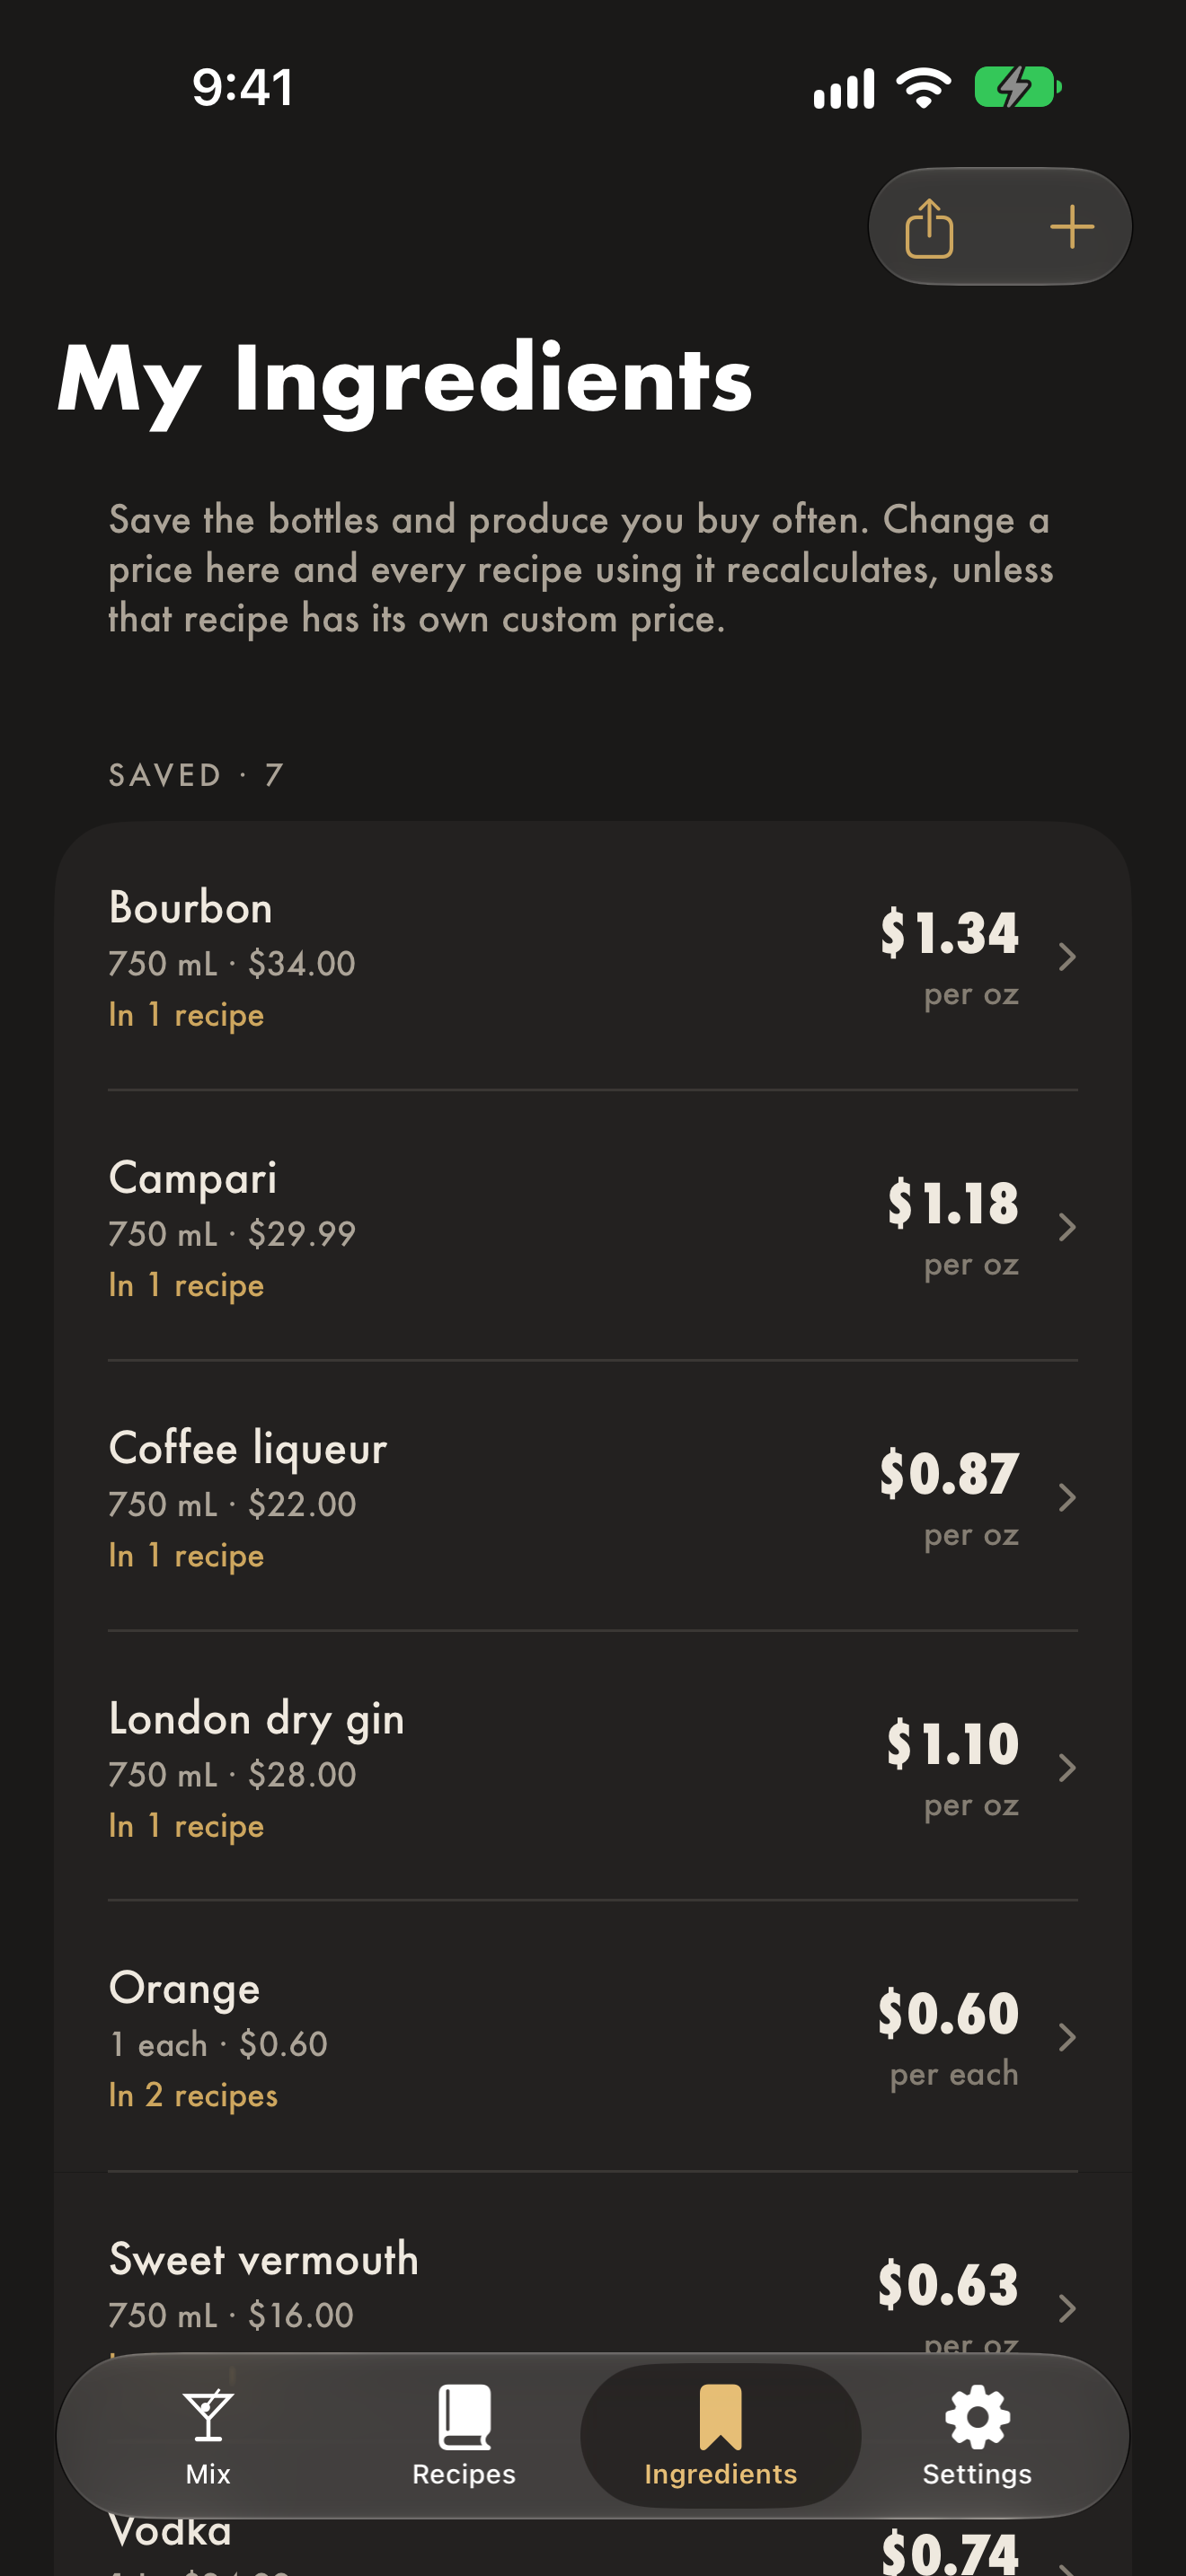 9:41
My Ingredients
Save the bottles and produce you buy often. Change a
price here and every recipe using it recalculates, unless
that recipe has its own custom price.
SAVED · 7
Bourbon
750 mL · $34.00
In 1 recipe
$1.34
per oz
Campari
750 mL · $29.99
In 1 recipe
$1.18
per oz
Coffee liqueur
750 mL · $22.00
In 1 recipe
$0.87
per oz
London dry gin
750 mL · $28.00
In 1 recipe
$1.10
per oz
Orange
1 each · $0.60
In 2 recipes
$0.60
per each
Sweet vermouth
750 mL · $16.00
$0.63
per oz
Mix
Recipes
Ingredients
Settings
Vodka
$0.74